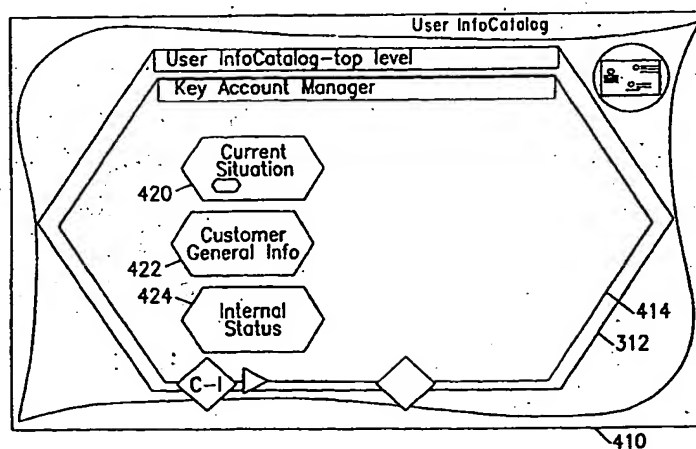 User InfoCatalog
User InfoCatalog-top level
Key Account Manager
Current
Situation
420
Customer
General Info
422
424
Internal
Status
414
312
C-I
410